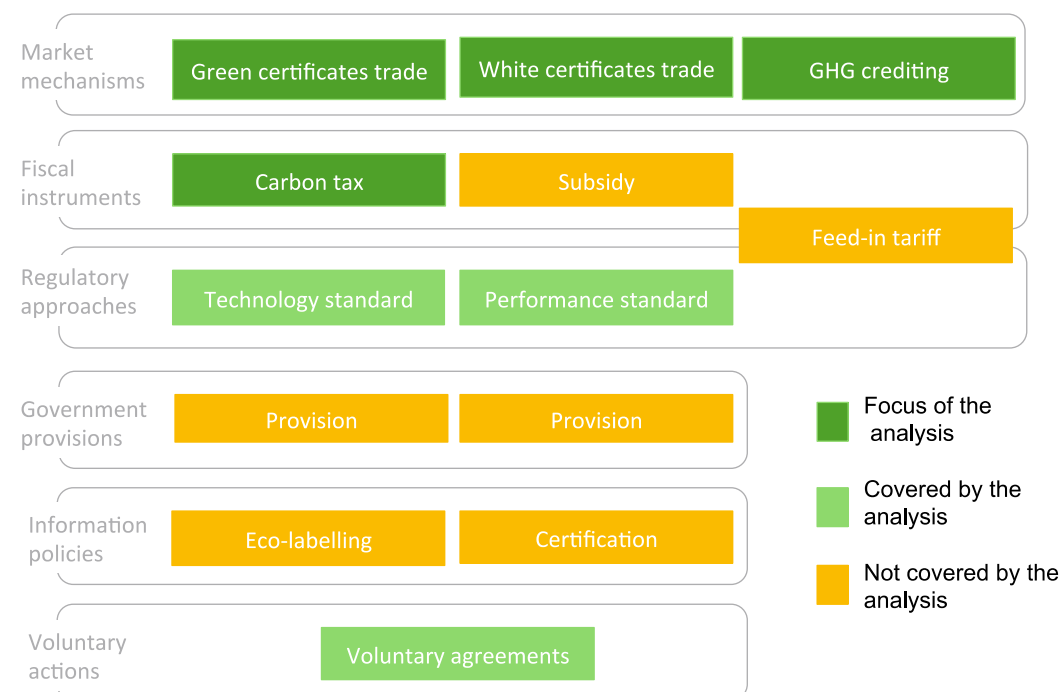 Market
mechanisms
Green certificates trade
White certificates trade
GHG crediting
Fiscal
instruments
Carbon tax
Subsidy
Feed-in tariff
Regulatory
approaches
Technology standard
Performance standard
Government
provisions
Provision
Provision
Information
policies
Eco-labelling
Certification
Voluntary
actions
Voluntary agreements
Focus of the
analysis
Covered by the
analysis
Not covered by the
analysis